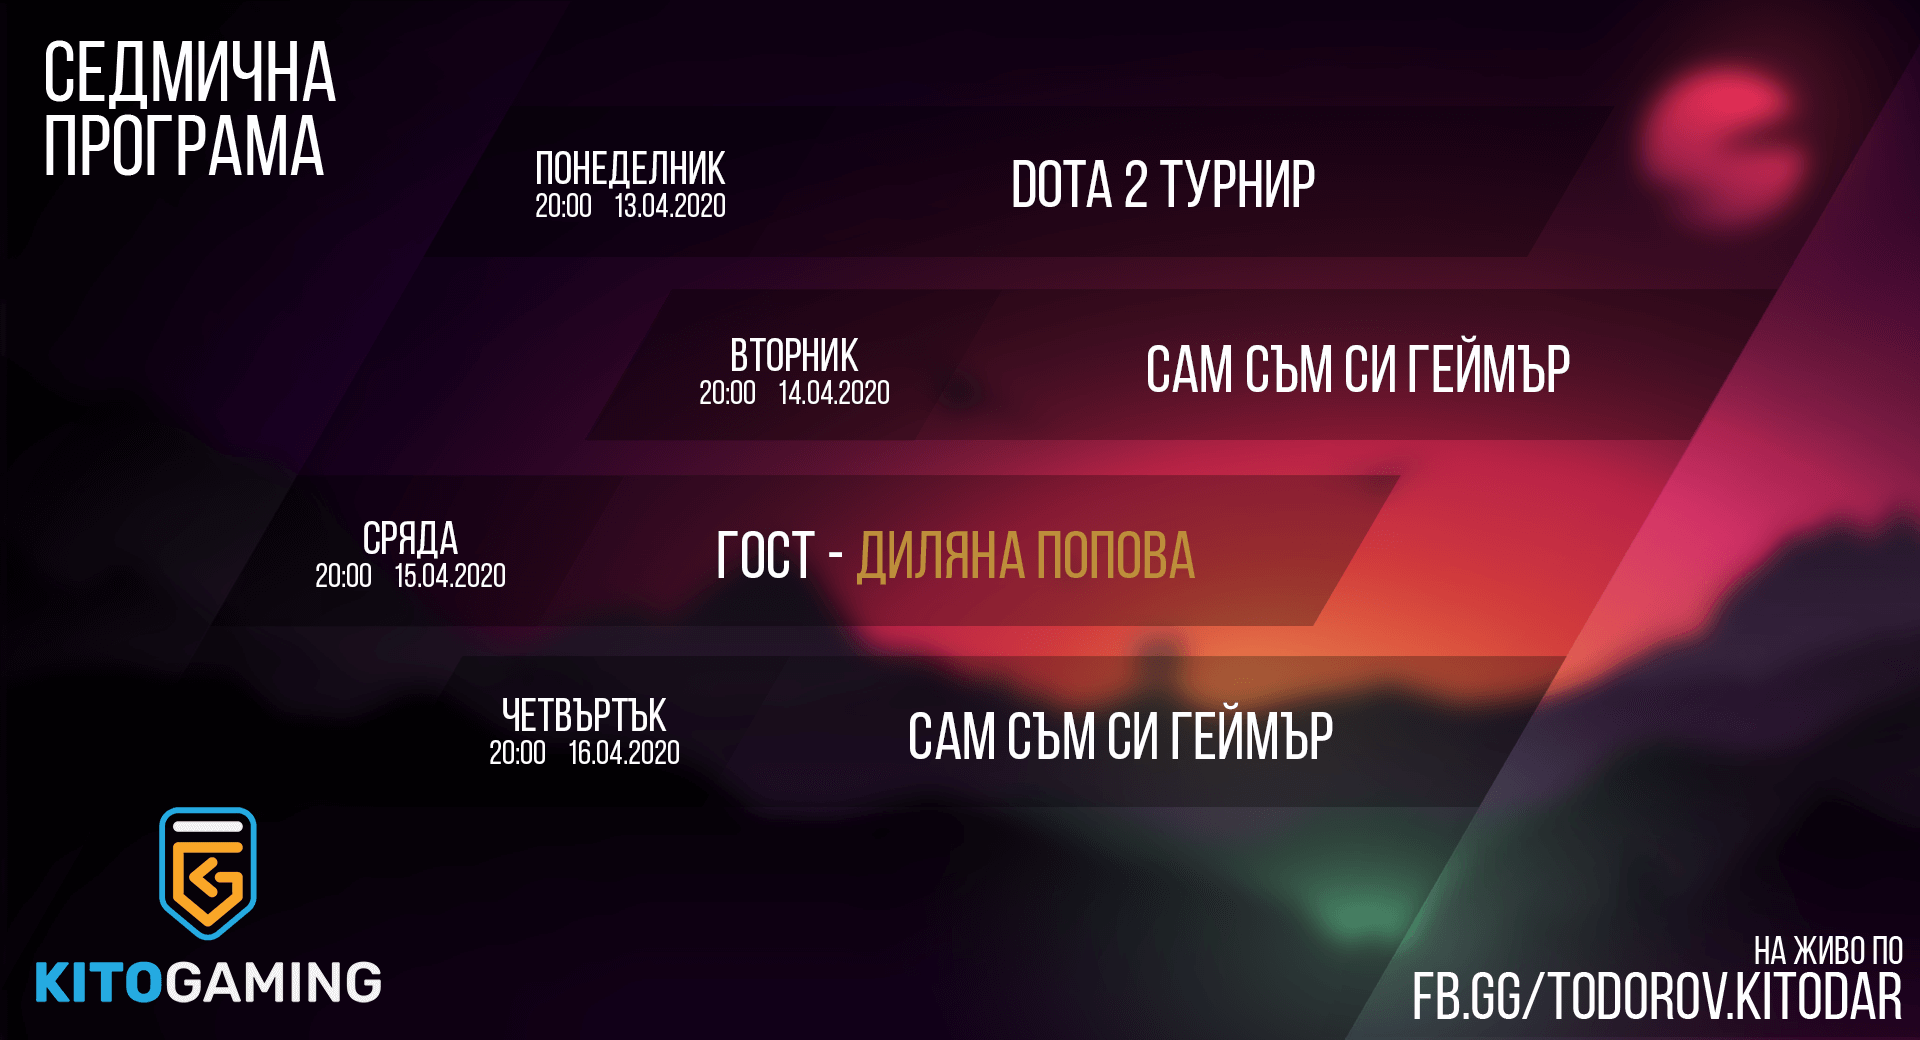 СЕДМИЧНА
ПРОГРАМА
ПОНЕДЕЛНИК
20:00 13.04.2020
DOTA 2 ТУРНИР
ВТОРНИК
20:00 14.04.2020
САМ СЪМ СИ ГЕЙМЪР
СРЯДА
20:00 15.04.2020
ГОСТ - ДИЛЯНА ПОПОВА
ЧЕТВЪРТЪК
20:00 16.04.2020
САМ СЪМ СИ ГЕЙМЪР
KITOGAMING
НА ЖИВО ПО
FB.GG/TODOROV.KITODAR